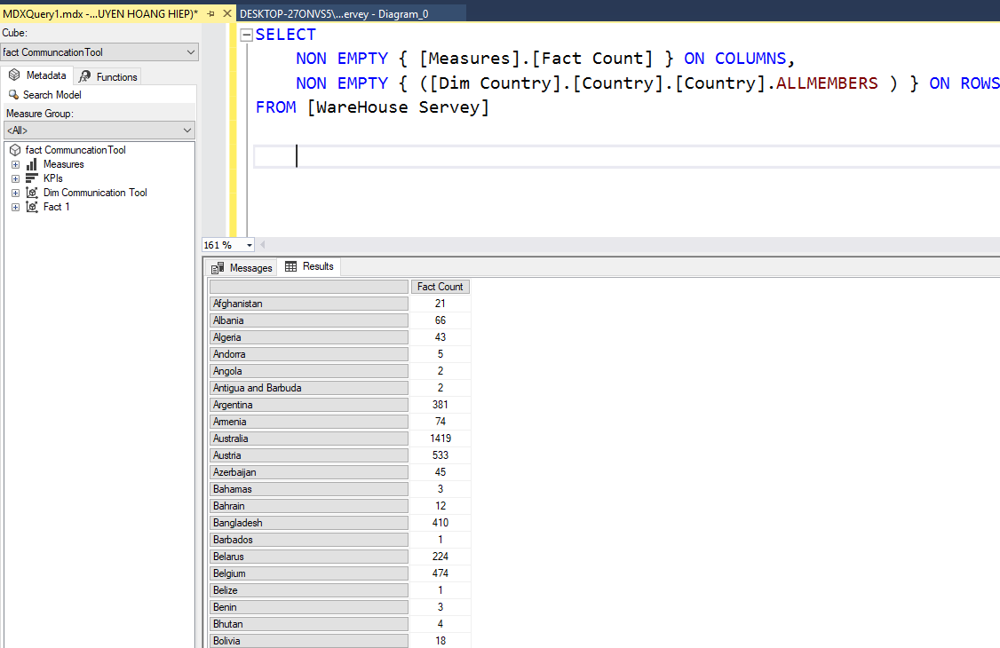 MDXQuery1.mdx -...UYEN HOANG HIEP)*
DESKTOP-27ONVS5\...ervey - Diagram_0
Cube:
fact CommuncationTool
Metadata
Functions
Search Model
Measure Group:
<All>
fact CommuncationTool
Measures
KPIs
Dim Communication Tool
Fact 1
SELECT
NON EMPTY { [Measures].[Fact Count] } ON COLUMNS,
NON EMPTY { ([Dim Country].[Country].[Country].ALLMEMBERS ) } ON ROWS
FROM [WareHouse Servey]
161 %
Messages
Results
Fact Count
Afghanistan 21
Albania 66
Algeria 43
Andorra 5
Angola 2
Antigua and Barbuda 2
Argentina 381
Armenia 74
Australia 1419
Austria 533
Azerbaijan 45
Bahamas 3
Bahrain 12
Bangladesh 410
Barbados 1
Belarus 224
Belgium 474
Belize 1
Benin 3
Bhutan 4
Bolivia 18